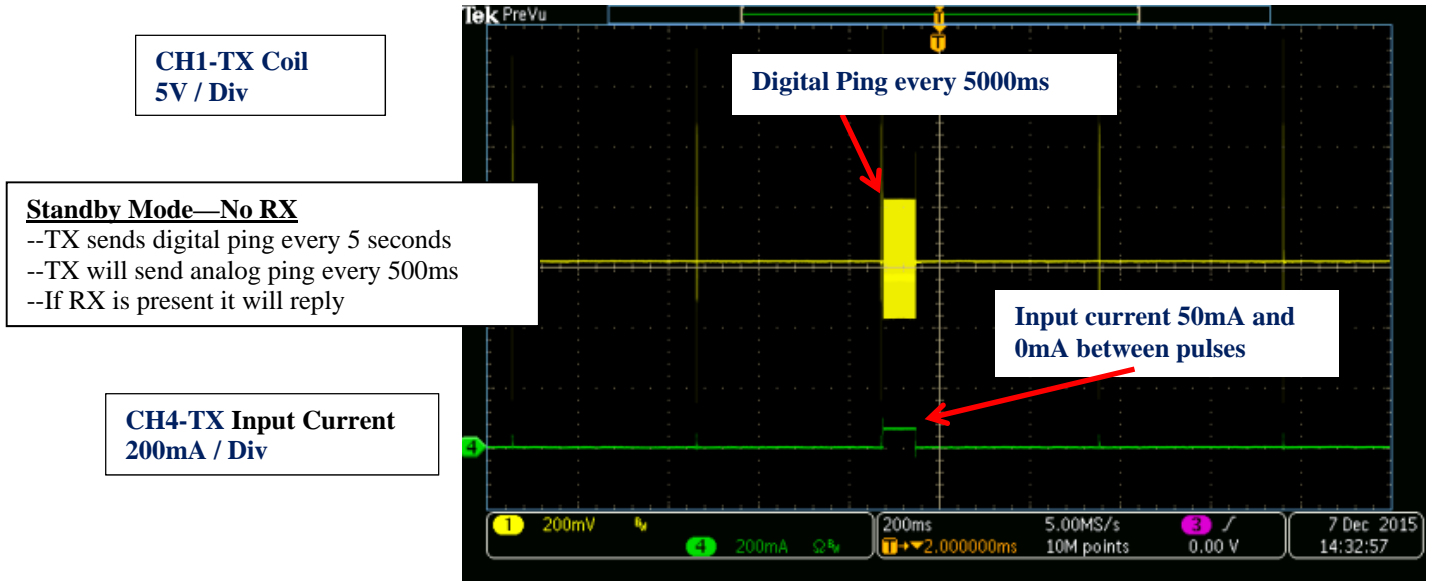 Tek PreVu
T
T
CH1-TX Coil
5V / Div
Digital Ping every 5000ms
Standby Mode—No RX
--TX sends digital ping every 5 seconds
--TX will send analog ping every 500ms
--If RX is present it will reply
Input current 50mA and
0mA between pulses
CH4-TX Input Current
200mA / Div
4
1 200mV BW
4 200mA Ω BW
200ms 5.00MS/s 3 0.00 V
T→▼2.000000ms 10M points
7 Dec 2015
14:32:57